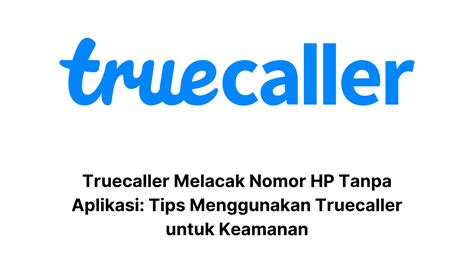 truecaller
Truecaller Melacak Nomor HP Tanpa
Aplikasi: Tips Menggunakan Truecaller
untuk Keamanan